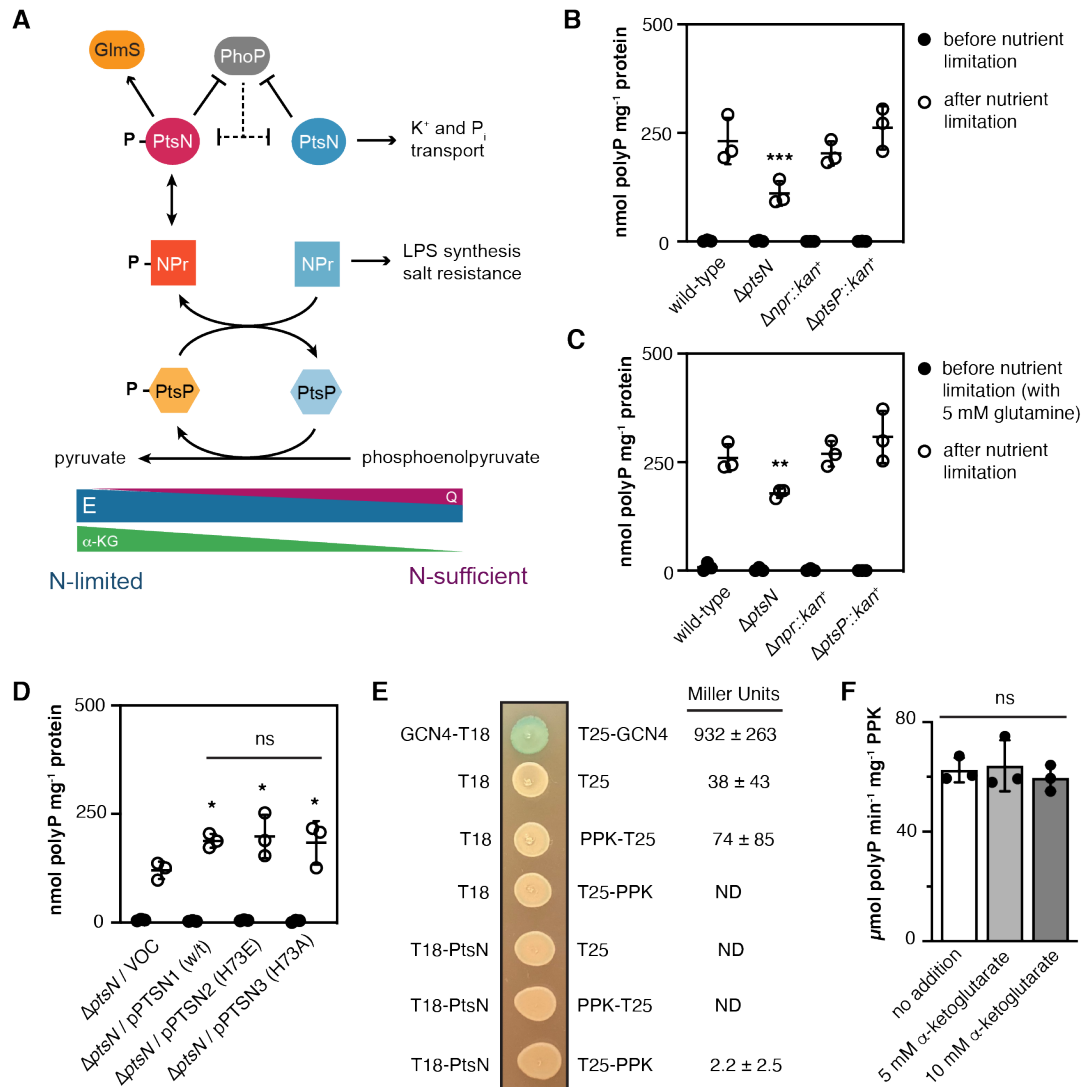 A
GlmS
PhoP
P
PtsN
PtsN
K⁺ and Pᵢ
transport
P
NPr
NPr
LPS synthesis
salt resistance
P
PtsP
PtsP
pyruvate
phosphoenolpyruvate
E
Q
α-KG
N-limited
N-sufficient
B
nmol polyP mg⁻¹ protein
500
250
0
***
wild-type
ΔptsN
Δnpr::kan⁺
ΔptsP::kan⁺
before nutrient
limitation
after nutrient
limitation
C
nmol polyP mg⁻¹ protein
500
250
0
**
wild-type
ΔptsN
Δnpr::kan⁺
ΔptsP::kan⁺
before nutrient
limitation (with
5 mM glutamine)
after nutrient
limitation
D
nmol polyP mg⁻¹ protein
500
250
0
ns
* * *
ΔptsN / VOC
ΔptsN / pPTSN1 (w/t)
ΔptsN / pPTSN2 (H73E)
ΔptsN / pPTSN3 (H73A)
E
Miller Units
GCN4-T18 T25-GCN4 932 ± 263
T18 T25 38 ± 43
T18 PPK-T25 74 ± 85
T18 T25-PPK ND
T18-PtsN T25 ND
T18-PtsN PPK-T25 ND
T18-PtsN T25-PPK 2.2 ± 2.5
F
µmol polyP min⁻¹ mg⁻¹ PPK
80
40
0
ns
no addition
5 mM α-ketoglutarate
10 mM α-ketoglutarate